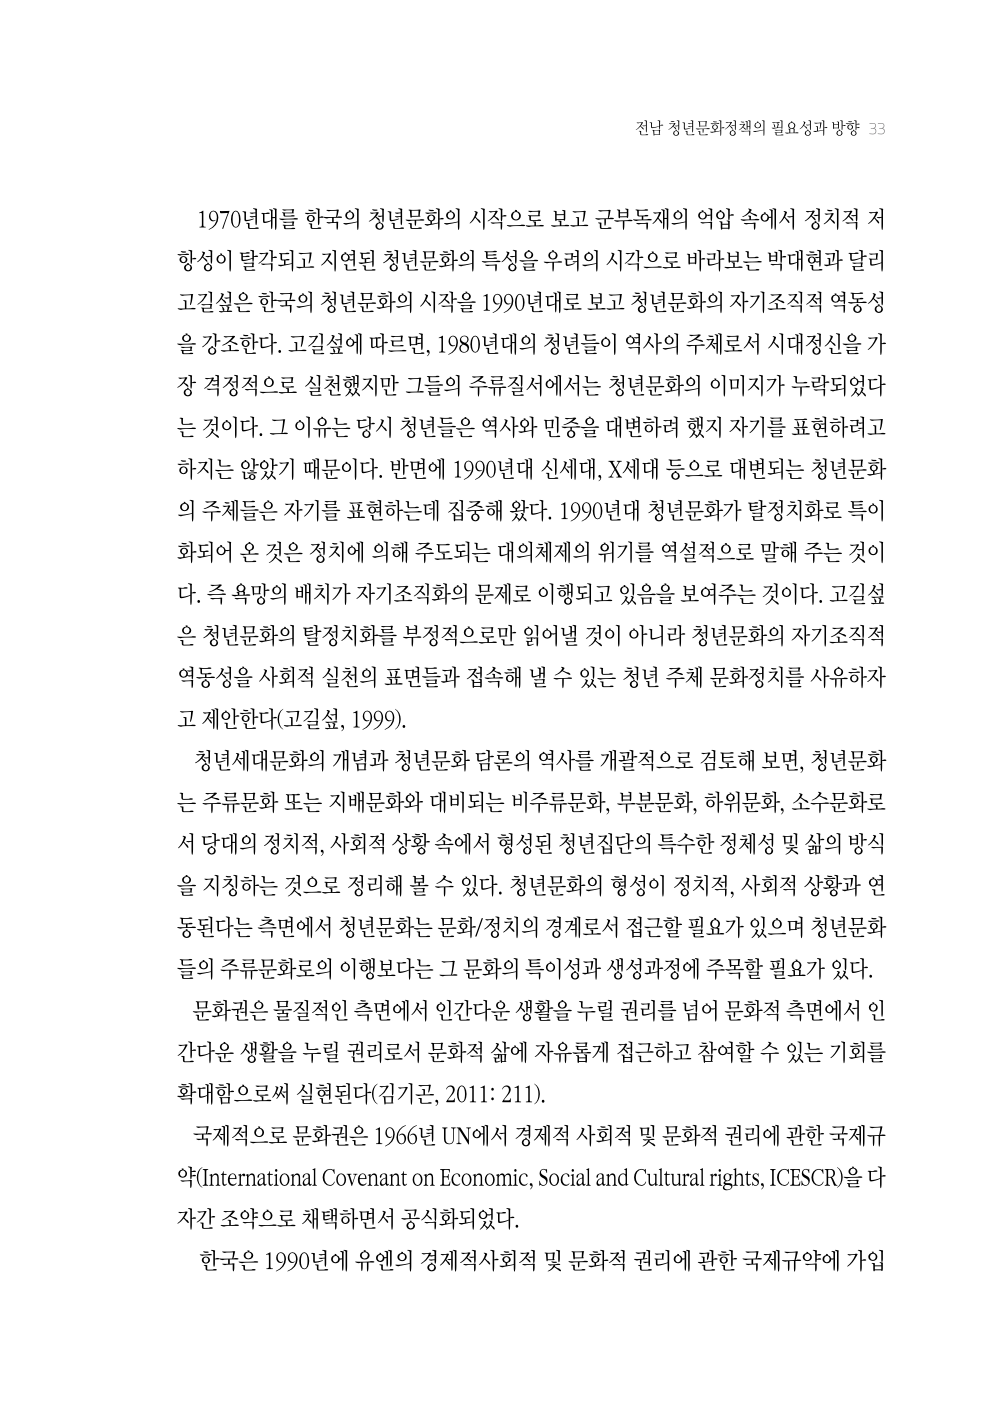 전남 청년문화정책의 필요성과 방향 33
1970년대를 한국의 청년문화의 시작으로 보고 군부독재의 억압 속에서 정치적 저
항성이 탈각되고 지연된 청년문화의 특성을 우려의 시각으로 바라보는 박대현과 달리
고길섶은 한국의 청년문화의 시작을 1990년대로 보고 청년문화의 자기조직적 역동성
을 강조한다. 고길섶에 따르면, 1980년대의 청년들이 역사의 주체로서 시대정신을 가
장 격정적으로 실천했지만 그들의 주류질서에서는 청년문화의 이미지가 누락되었다
는 것이다. 그 이유는 당시 청년들은 역사와 민중을 대변하려 했지 자기를 표현하려고
하지는 않았기 때문이다. 반면에 1990년대 신세대, X세대 등으로 대변되는 청년문화
의 주체들은 자기를 표현하는데 집중해 왔다. 1990년대 청년문화가 탈정치화로 특이
화되어 온 것은 정치에 의해 주도되는 대의체제의 위기를 역설적으로 말해 주는 것이
다. 즉 욕망의 배치가 자기조직화의 문제로 이행되고 있음을 보여주는 것이다. 고길섶
은 청년문화의 탈정치화를 부정적으로만 읽어낼 것이 아니라 청년문화의 자기조직적
역동성을 사회적 실천의 표면들과 접속해 낼 수 있는 청년 주체 문화정치를 사유하자
고 제안한다(고길섶, 1999).
청년세대문화의 개념과 청년문화 담론의 역사를 개괄적으로 검토해 보면, 청년문화
는 주류문화 또는 지배문화와 대비되는 비주류문화, 부분문화, 하위문화, 소수문화로
서 당대의 정치적, 사회적 상황 속에서 형성된 청년집단의 특수한 정체성 및 삶의 방식
을 지칭하는 것으로 정리해 볼 수 있다. 청년문화의 형성이 정치적, 사회적 상황과 연
동된다는 측면에서 청년문화는 문화/정치의 경계로서 접근할 필요가 있으며 청년문화
들의 주류문화로의 이행보다는 그 문화의 특이성과 생성과정에 주목할 필요가 있다.
문화권은 물질적인 측면에서 인간다운 생활을 누릴 권리를 넘어 문화적 측면에서 인
간다운 생활을 누릴 권리로서 문화적 삶에 자유롭게 접근하고 참여할 수 있는 기회를
확대함으로써 실현된다(김기곤, 2011: 211).
국제적으로 문화권은 1966년 UN에서 경제적 사회적 및 문화적 권리에 관한 국제규
약(International Covenant on Economic, Social and Cultural rights, ICESCR)을 다
자간 조약으로 채택하면서 공식화되었다.
한국은 1990년에 유엔의 경제적사회적 및 문화적 권리에 관한 국제규약에 가입